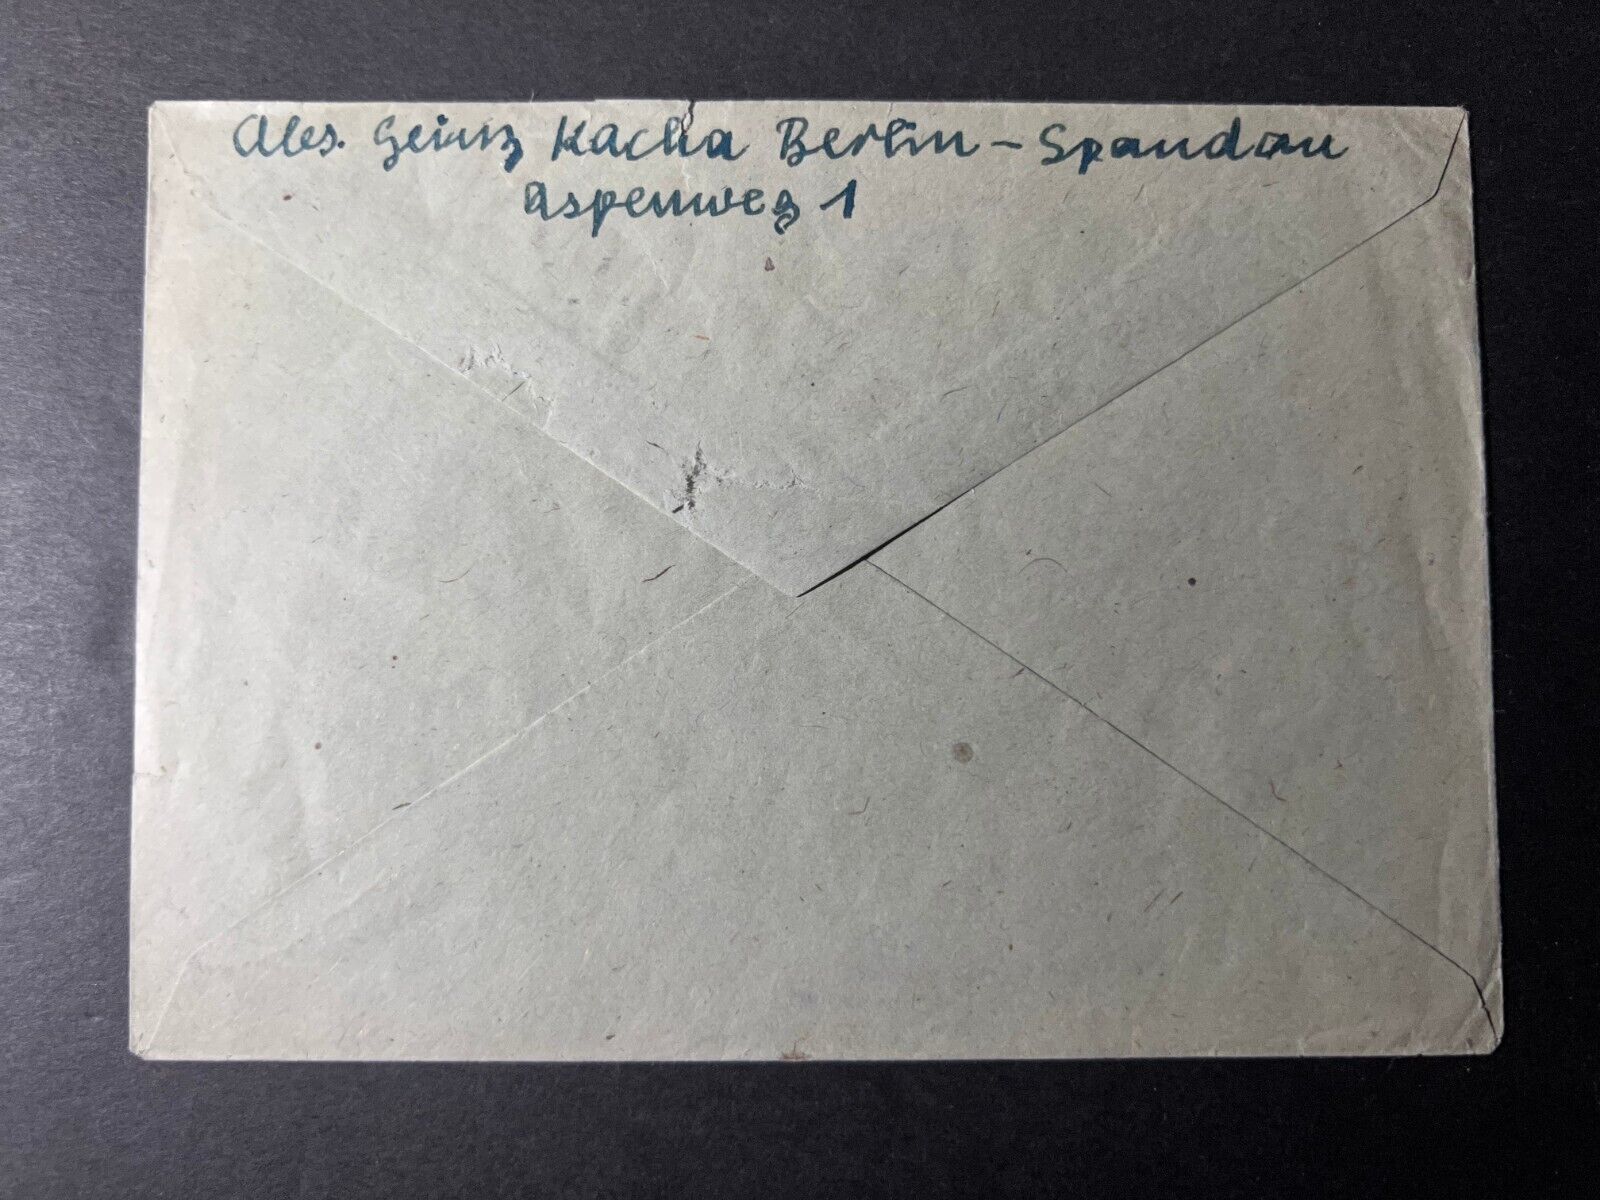 Abs. Heinz Kacha Berlin - Spandau
Aspenweg 1